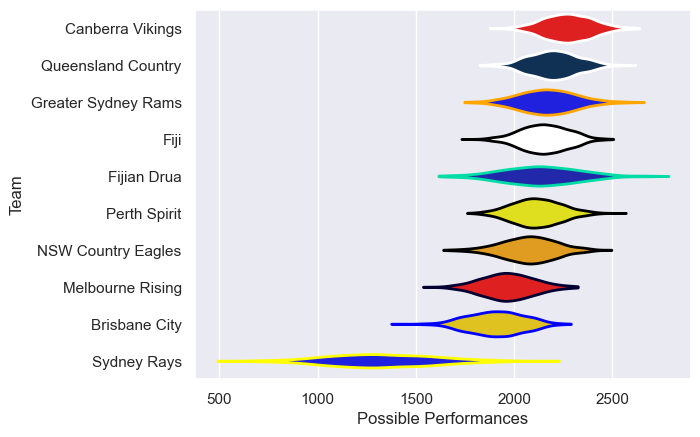 Canberra Vikings
Queensland Country
Greater Sydney Rams
Fiji
Fijian Drua
Perth Spirit
NSW Country Eagles
Melbourne Rising
Brisbane City
Sydney Rays
Team
500 1000 1500 2000 2500
Possible Performances